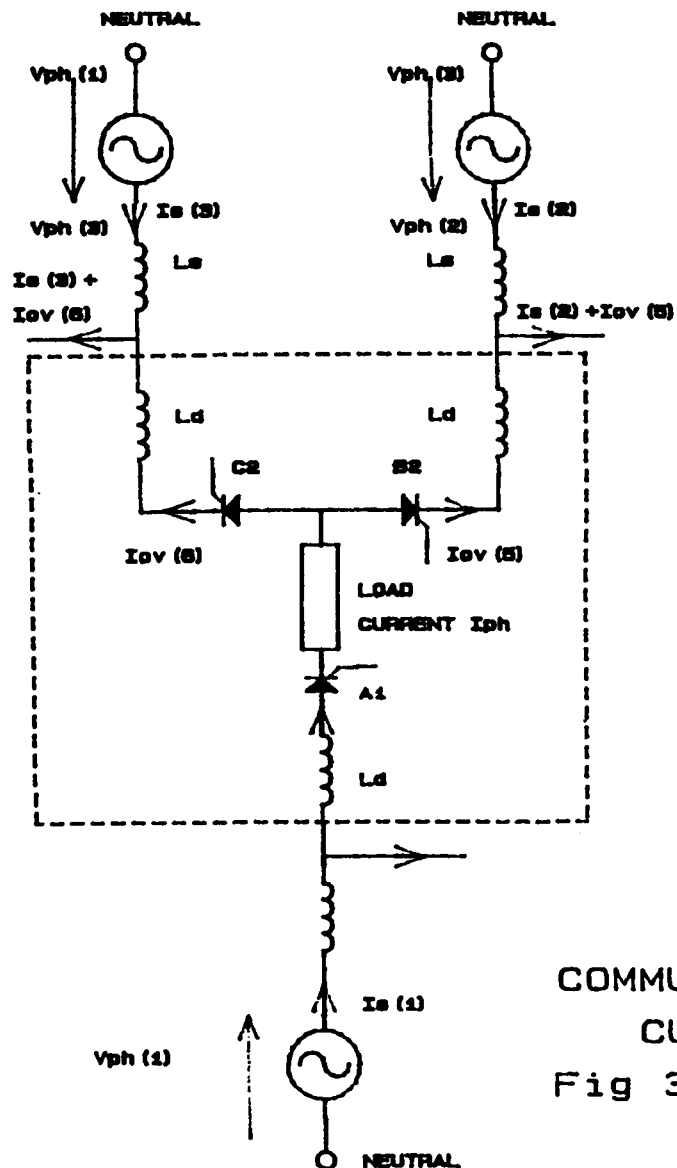 NEUTRAL
NEUTRAL
Vph (1)
Vph (3)
Is (3)
Is (2)
Vph (3)
Vph (2)
Ls
Ls
Is (3) +
Iov (6)
Is (2) +Iov (5)
Ld
Ld
C2
B2
Iov (6)
Iov (5)
LOAD
CURRENT Iph
A1
Ld
Is (1)
Vph (1)
NEUTRAL
COMMU
CU
Fig 3